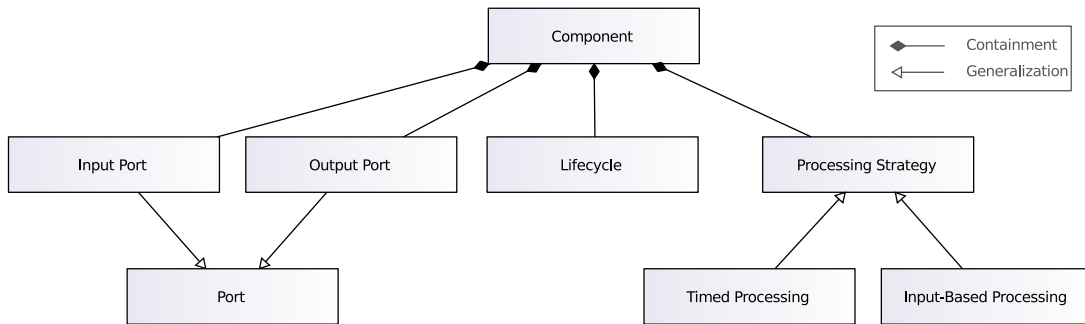 Component
Containment
Generalization
Input Port
Output Port
Lifecycle
Processing Strategy
Port
Timed Processing
Input-Based Processing